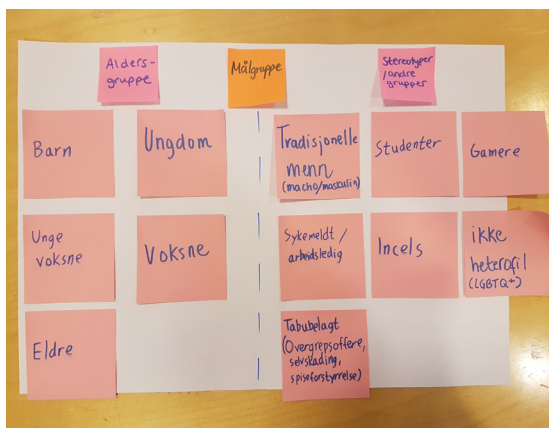 Alders-
gruppe
Målgruppe
Stereotyper
/andre
grupper
Barn
Ungdom
Unge
voksne
Voksne
Eldre
Tradisjonelle
menn
(macho/maskulin)
Studenter
Gamere
Sykemeldt /
arbeidsledig
Incels
ikke
heterofil
(LGBTQ+)
Tabubelagt
(Overgrepsoffere,
selvskading,
spiseforstyrrelse)